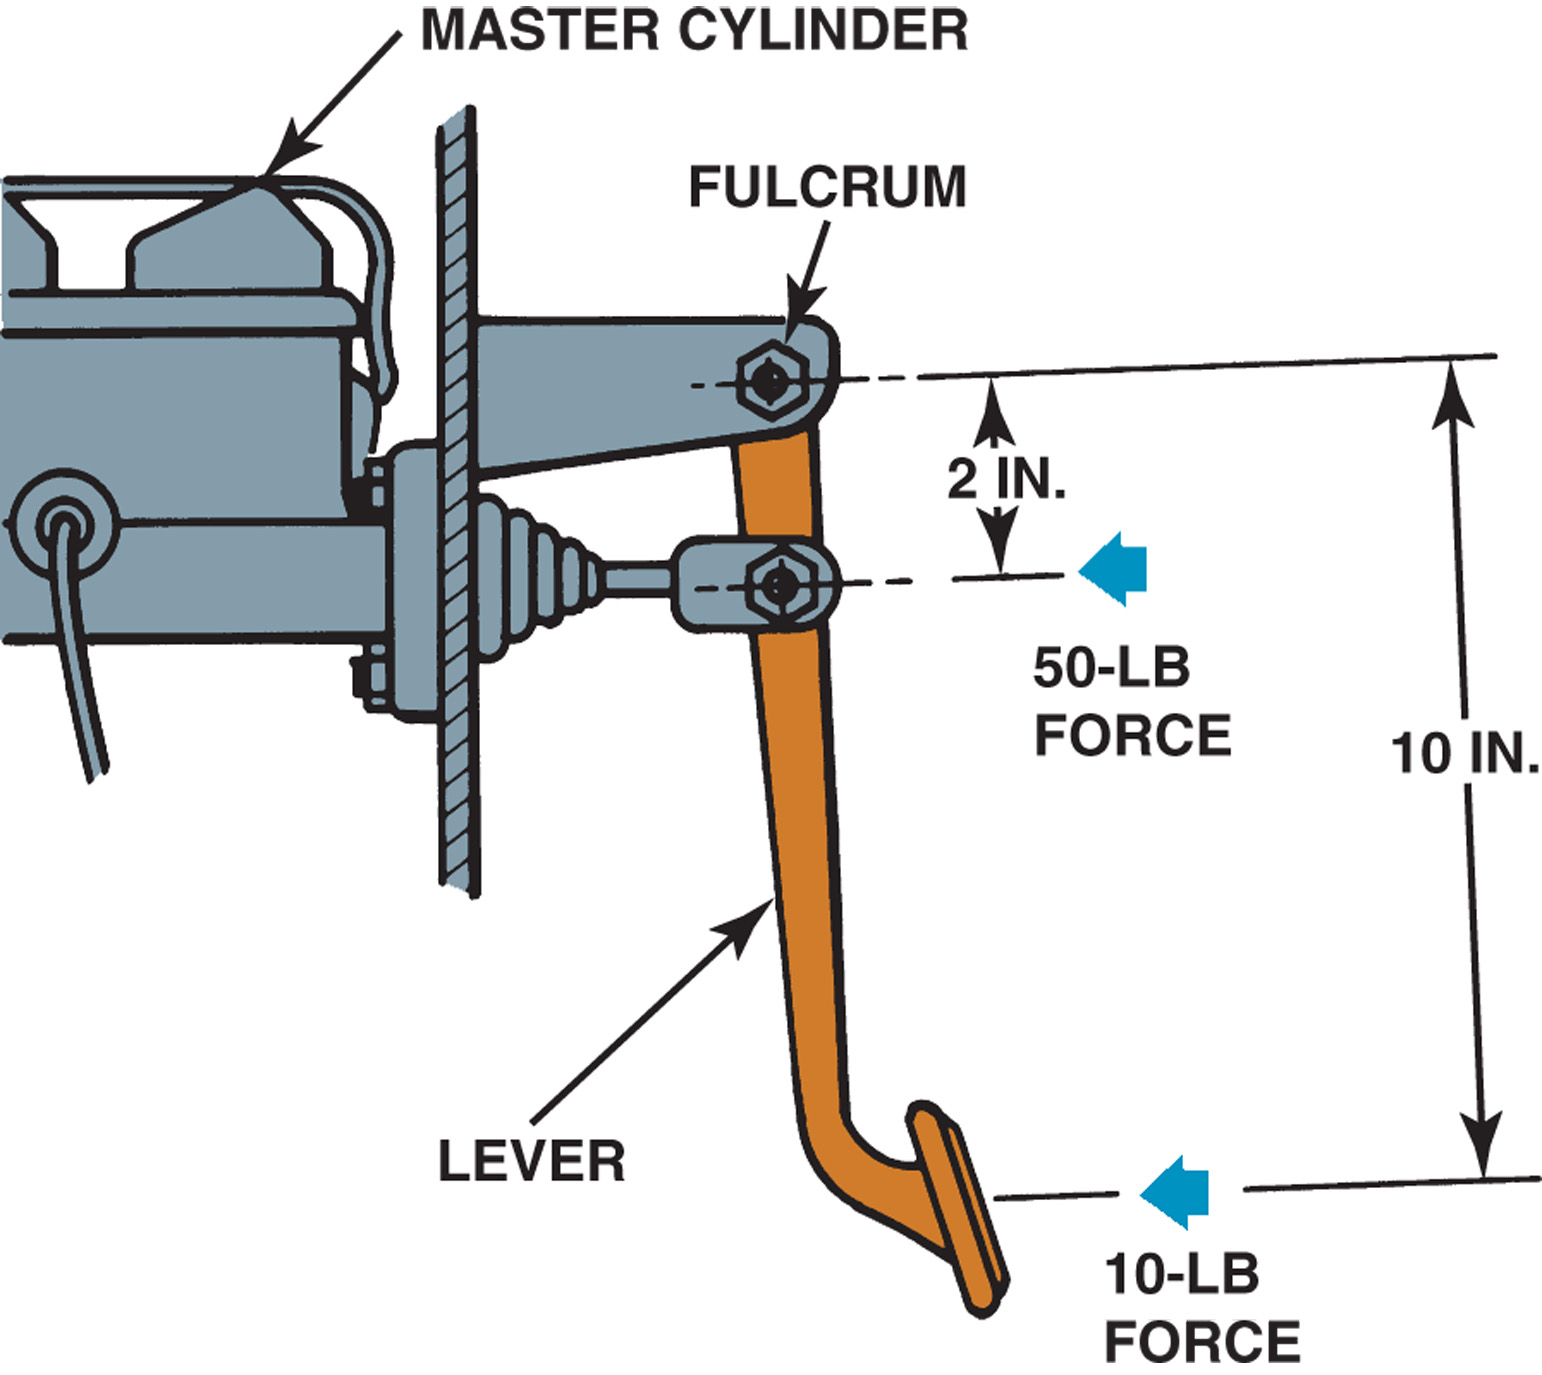 MASTER CYLINDER
FULCRUM
2 IN.
50-LB
FORCE
10 IN.
LEVER
10-LB
FORCE